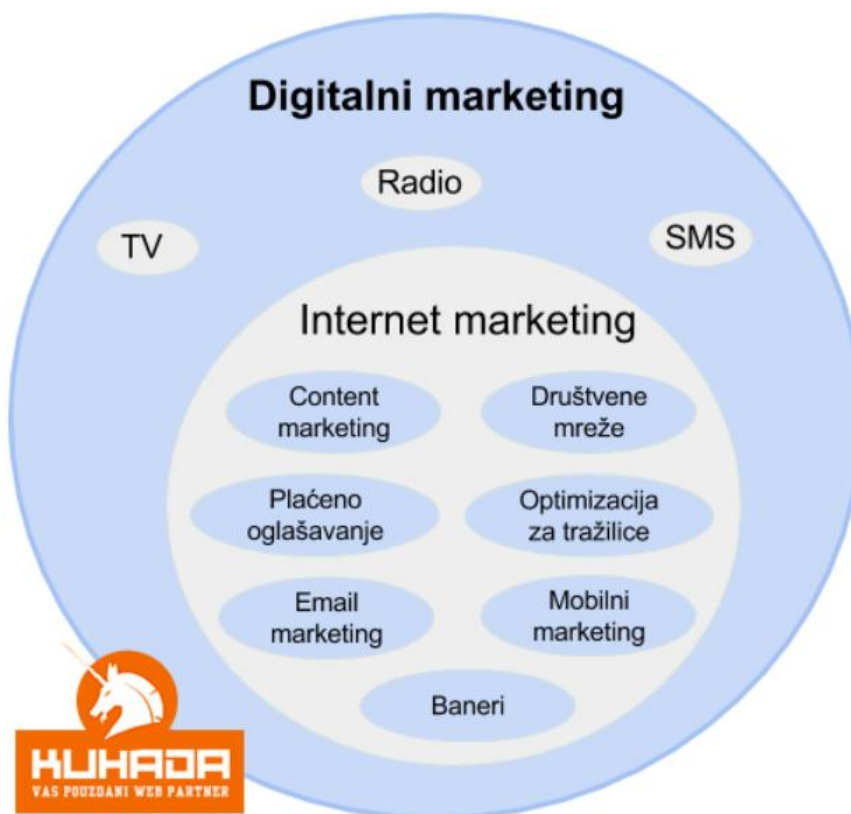 Digitalni marketing
Radio
TV
SMS
Internet marketing
Content
marketing
Društvene
mreže
Plaćeno
oglašavanje
Optimizacija
za tražilice
Email
marketing
Mobilni
marketing
Baneri
KUHADA
VAS POUZDANI WEB PARTNER